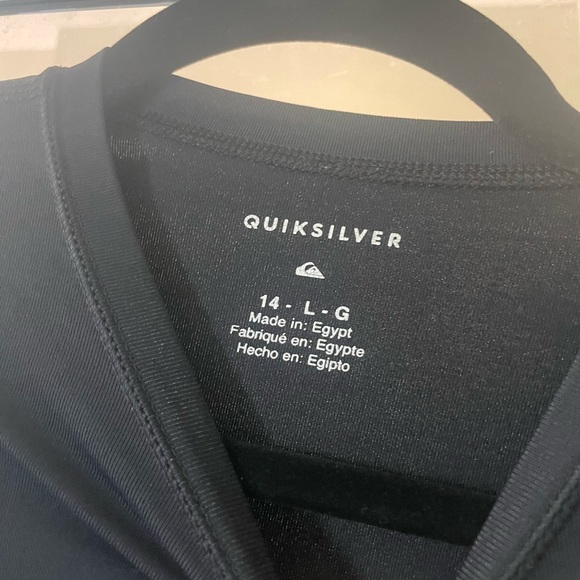 QUIKSILVER
14 - L - G
Made in: Egypt
Fabriqué en: Egypte
Hecho en: Egipto